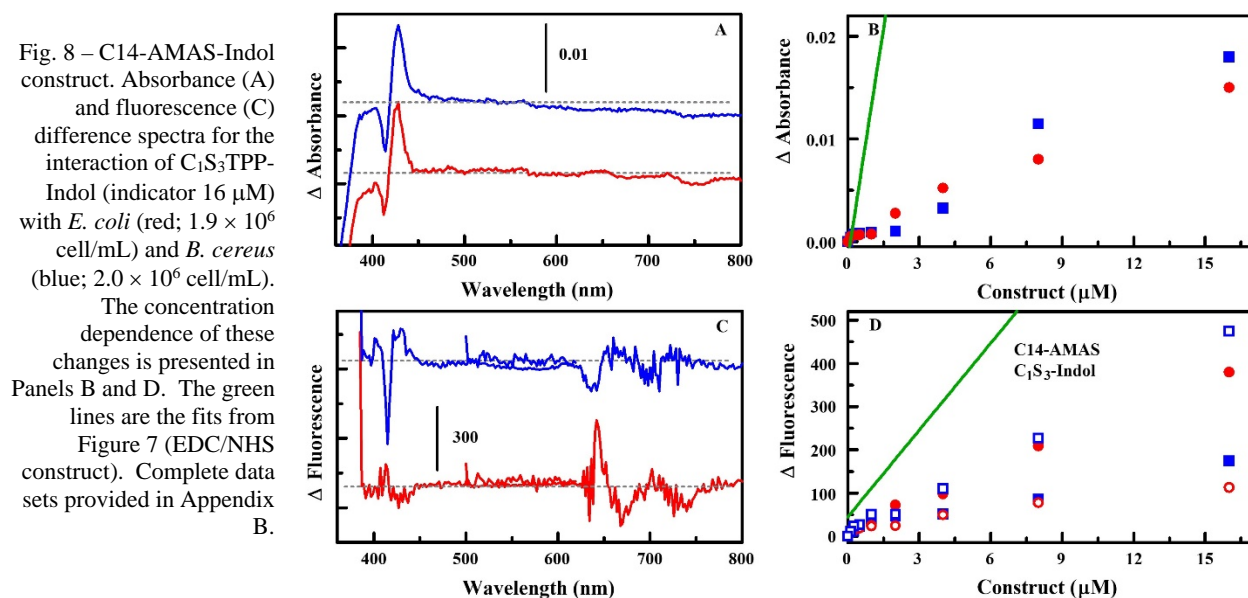 Fig. 8 – C14-AMAS-Indol
construct. Absorbance (A)
and fluorescence (C)
difference spectra for the
interaction of C₁S₃TPP-
Indol (indicator 16 μM)
with E. coli (red; 1.9 × 10⁶
cell/mL) and B. cereus
(blue; 2.0 × 10⁶ cell/mL).
The concentration
dependence of these
changes is presented in
Panels B and D. The green
lines are the fits from
Figure 7 (EDC/NHS
construct). Complete data
sets provided in Appendix
B.
A
0.01
Δ Absorbance
400 500 600 700 800
Wavelength (nm)
B
Δ Absorbance
0.02
0.01
0.00
0 3 6 9 12 15
Construct (μM)
C
300
Δ Fluorescence
400 500 600 700 800
Wavelength (nm)
D
C14-AMAS
C₁S₃-Indol
Δ Fluorescence
500
400
300
200
100
0
0 3 6 9 12 15
Construct (μM)